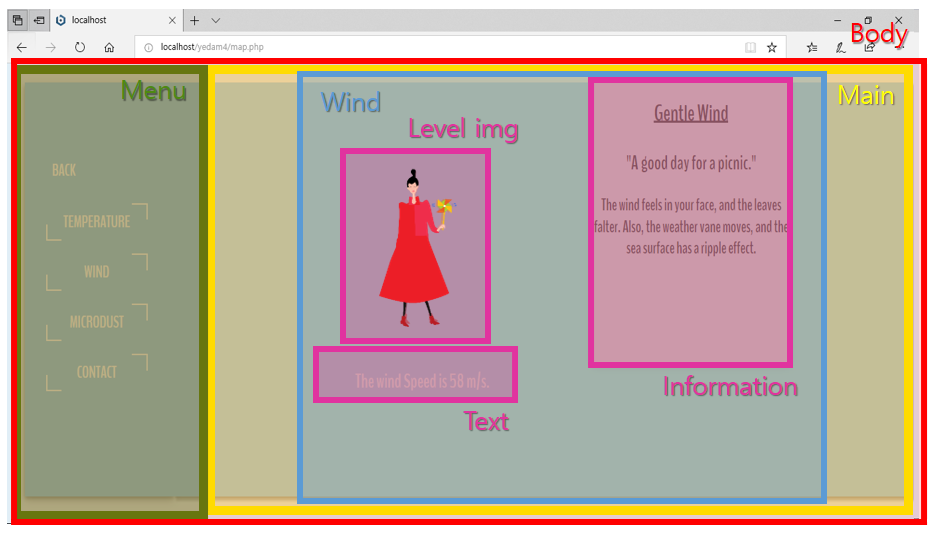 localhost
localhost/yedam4/map.php
Body
Menu
Main
Wind
Level img
BACK
TEMPERATURE
WIND
MICRODUST
CONTACT
The wind Speed is 58 m/s.
Text
Gentle Wind
"A good day for a picnic."
The wind feels in your face, and the leaves
falter. Also, the weather vane moves, and the
sea surface has a ripple effect.
Information